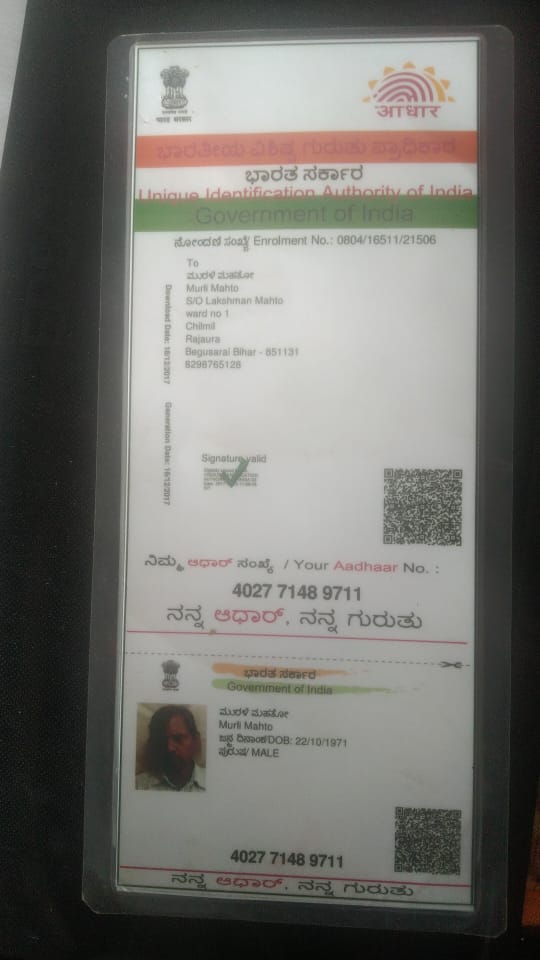 भारत सरकार
आधार
ಭಾರತೀಯ ವಿಶಿಷ್ಟ ಗುರುತು ಪ್ರಾಧಿಕಾರ
ಭಾರತ ಸರ್ಕಾರ
Unique Identification Authority of India
Government of India
ನೋಂದಣಿ ಸಂಖ್ಯೆ/ Enrolment No.: 0804/16511/21506
To
ಮುರಳಿ ಮಹತೋ
Murli Mahto
S/O Lakshman Mahto
ward no 1
Chilmil
Rajaura
Begusarai Bihar - 851131
8298765128
Download Date: 18/12/2017
Generation Date: 16/12/2017
Signature valid
ನಿಮ್ಮ ಆಧಾರ್ ಸಂಖ್ಯೆ / Your Aadhaar No. :
4027 7148 9711
ನನ್ನ ಆಧಾರ್, ನನ್ನ ಗುರುತು
ಭಾರತ ಸರ್ಕಾರ
Government of India
ಮುರಳಿ ಮಹತೋ
Murli Mahto
ಜನ್ಮ ದಿನಾಂಕ/DOB: 22/10/1971
ಪುರುಷ/ MALE
4027 7148 9711
ನನ್ನ ಆಧಾರ್, ನನ್ನ ಗುರುತು